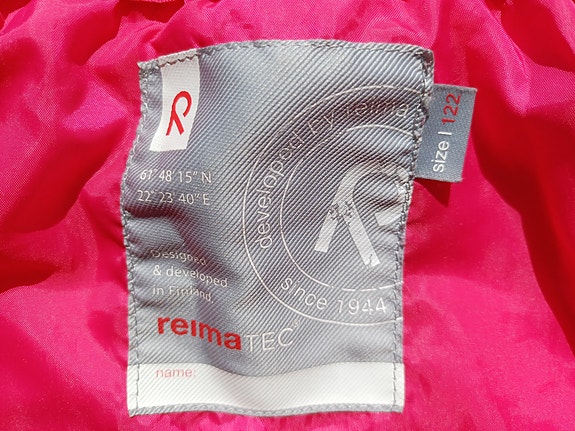 61° 48' 15" N
22° 23' 40" E
developed by reima
since 1944
Designed
& developed
in Finland.
reimaTEC
name:
size | 122